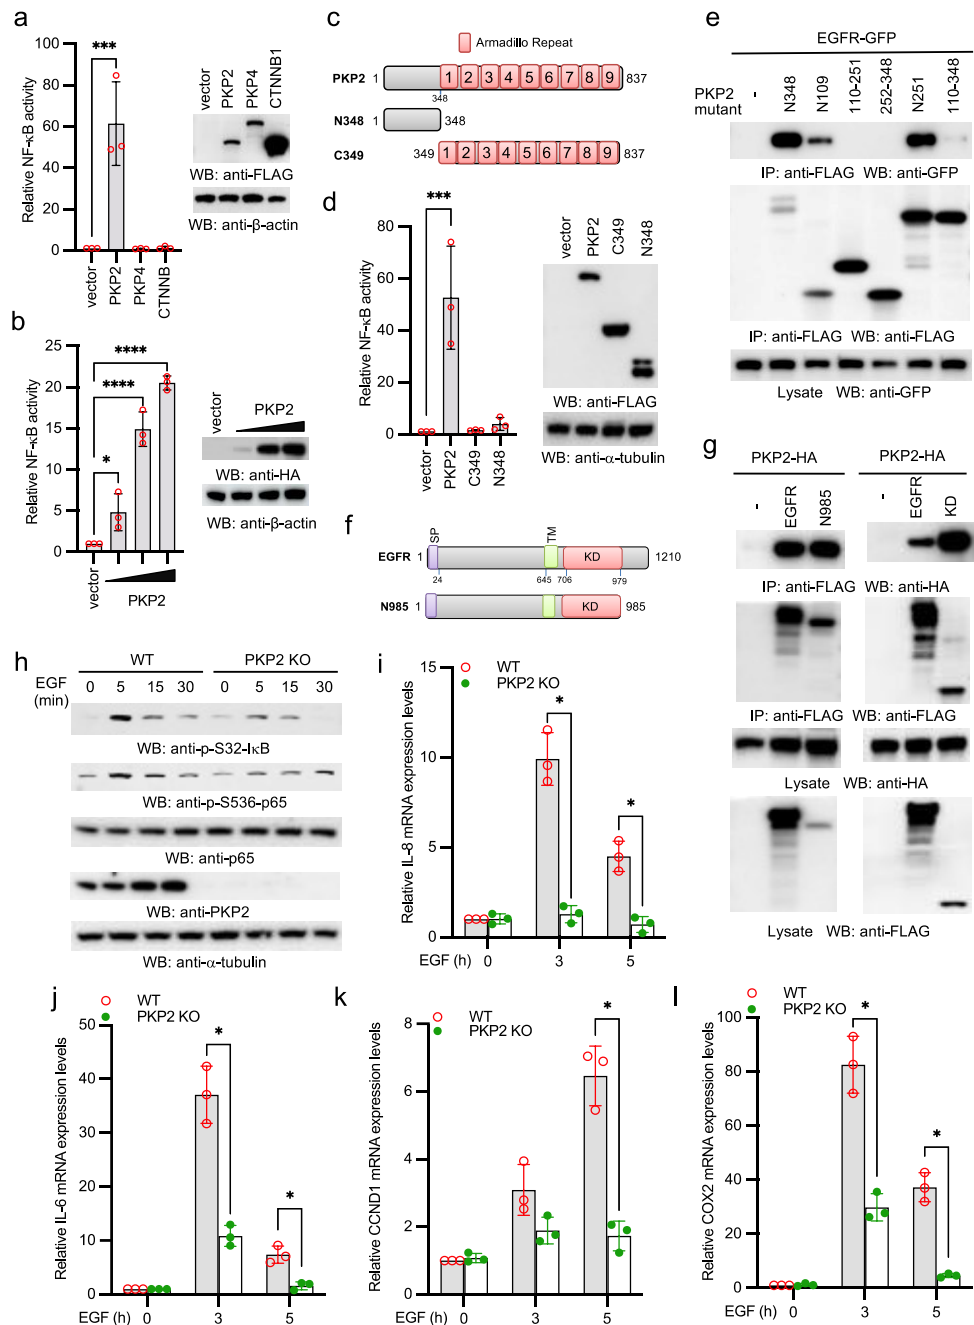 a
Relative NF-κB activity
100
80
60
40
20
0
***
vector
PKP2
PKP4
CTNNB
vector
PKP2
PKP4
CTNNB1
WB: anti-FLAG
WB: anti-β-actin
b
Relative NF-κB activity
25
20
15
10
5
0
*
****
****
vector
PKP2
vector
PKP2
WB: anti-HA
WB: anti-β-actin
c
Armadillo Repeat
PKP2 1 1 2 3 4 5 6 7 8 9 837
348
N348 1 348
C349 349 1 2 3 4 5 6 7 8 9 837
d
Relative NF-κB activity
80
60
40
20
0
***
vector
PKP2
C349
N348
vector
PKP2
C349
N348
WB: anti-FLAG
WB: anti-α-tubulin
e
EGFR-GFP
PKP2 mutant
-
N348
N109
110-251
252-348
N251
110-348
IP: anti-FLAG WB: anti-GFP
IP: anti-FLAG WB: anti-FLAG
Lysate WB: anti-GFP
f
SP
TM
EGFR 1 KD 1210
24 645 706 979
N985 1 KD 985
g
PKP2-HA PKP2-HA
-
EGFR
N985
-
EGFR
KD
IP: anti-FLAG WB: anti-HA
IP: anti-FLAG WB: anti-FLAG
Lysate WB: anti-HA
Lysate WB: anti-FLAG
h
WT PKP2 KO
EGF (min)
0 5 15 30 0 5 15 30
WB: anti-p-S32-IκB
WB: anti-p-S536-p65
WB: anti-p65
WB: anti-PKP2
WB: anti-α-tubulin
i
WT
PKP2 KO
Relative IL-8 mRNA expression levels
15
10
5
0
*
*
EGF (h) 0 3 5
j
WT
PKP2 KO
Relative IL-6 mRNA expression levels
50
40
30
20
10
0
*
*
EGF (h) 0 3 5
k
WT
PKP2 KO
Relative CCND1 mRNA expression levels
8
6
4
2
0
*
EGF (h) 0 3 5
l
WT
PKP2 KO
Relative COX2 mRNA expression levels
100
80
60
40
20
0
*
*
EGF (h) 0 3 5